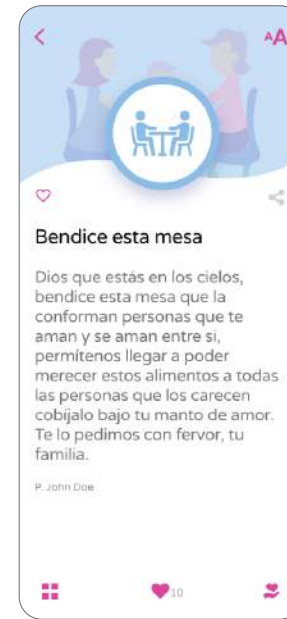 AA
Bendice esta mesa
Dios que estás en los cielos,
bendice esta mesa que la
conforman personas que te
aman y se aman entre si,
permítenos llegar a poder
merecer estos alimentos a todas
las personas que los carecen
cobíjalo bajo tu manto de amor.
Te lo pedimos con fervor, tu
familia.
P. John Doe
10